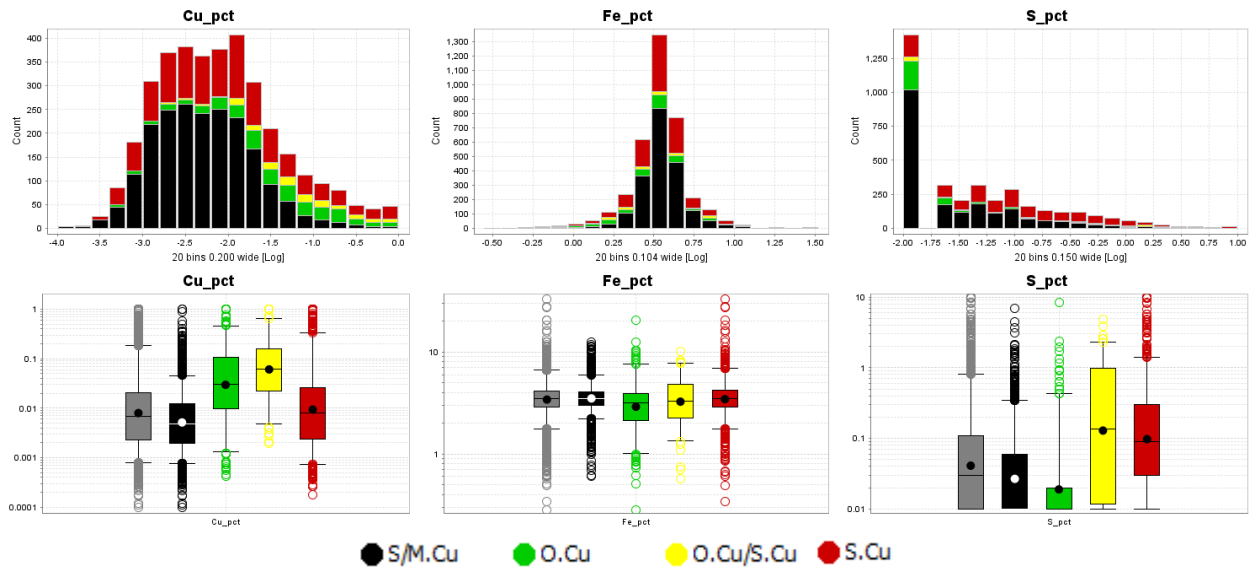 Cu_pct
Fe_pct
S_pct
400
350
300
250
200
150
100
50
0
Count
-4.0 -3.5 -3.0 -2.5 -2.0 -1.5 -1.0 -0.5 0.0
20 bins 0.200 wide [Log]
1,300
1,200
1,100
1,000
900
800
700
600
500
400
300
200
100
0
Count
-0.50 -0.25 0.00 0.25 0.50 0.75 1.00 1.25 1.50
20 bins 0.104 wide [Log]
1,250
1,000
750
500
250
0
Count
-2.00 -1.75 -1.50 -1.25 -1.00 -0.75 -0.50 -0.25 0.00 0.25 0.50 0.75 1.00
20 bins 0.150 wide [Log]
Cu_pct
Fe_pct
S_pct
1
0.1
0.01
0.001
0.0001
Cu_pct
10
1
Fe_pct
10
1
0.1
0.01
S_pct
S/M.Cu
O.Cu
O.Cu/S.Cu
S.Cu